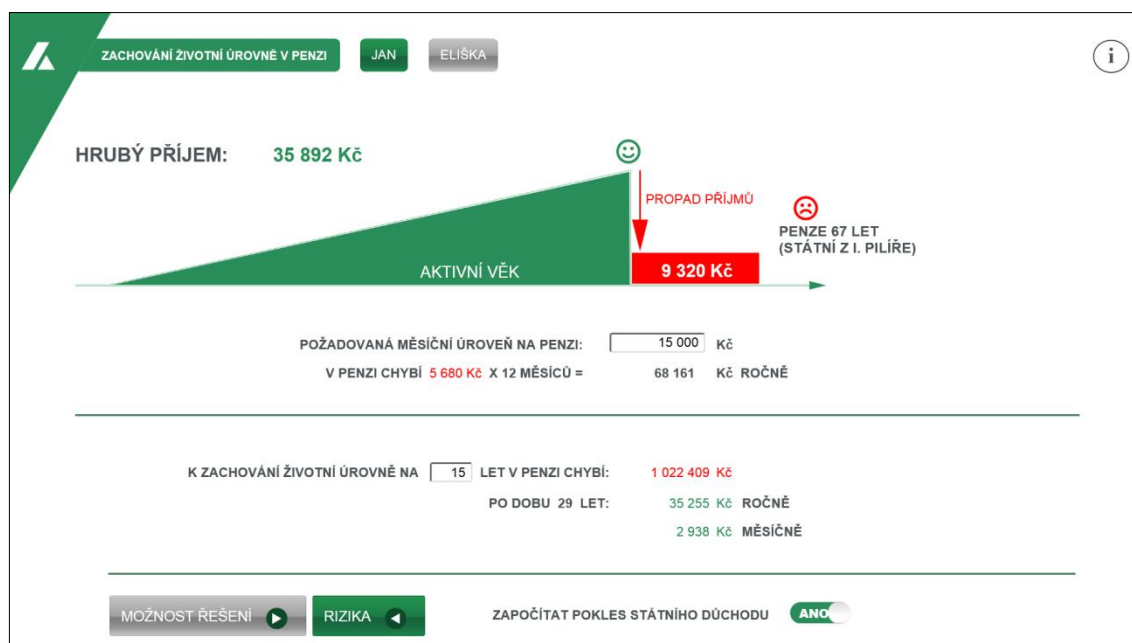 ZACHOVÁNÍ ŽIVOTNÍ ÚROVNĚ V PENZI JAN ELIŠKA i
HRUBÝ PŘÍJEM: 35 892 Kč
PROPAD PŘÍJMŮ
PENZE 67 LET
(STÁTNÍ Z I. PILÍŘE)
AKTIVNÍ VĚK 9 320 Kč
POŽADOVANÁ MĚSÍČNÍ ÚROVEŇ NA PENZI: 15 000 Kč
V PENZI CHYBÍ 5 680 Kč X 12 MĚSÍCŮ = 68 161 Kč ROČNĚ
K ZACHOVÁNÍ ŽIVOTNÍ ÚROVNĚ NA 15 LET V PENZI CHYBÍ: 1 022 409 Kč
PO DOBU 29 LET: 35 255 Kč ROČNĚ
2 938 Kč MĚSÍČNĚ
MOŽNOST ŘEŠENÍ RIZIKA ZAPOČÍTAT POKLES STÁTNÍHO DŮCHODU ANO